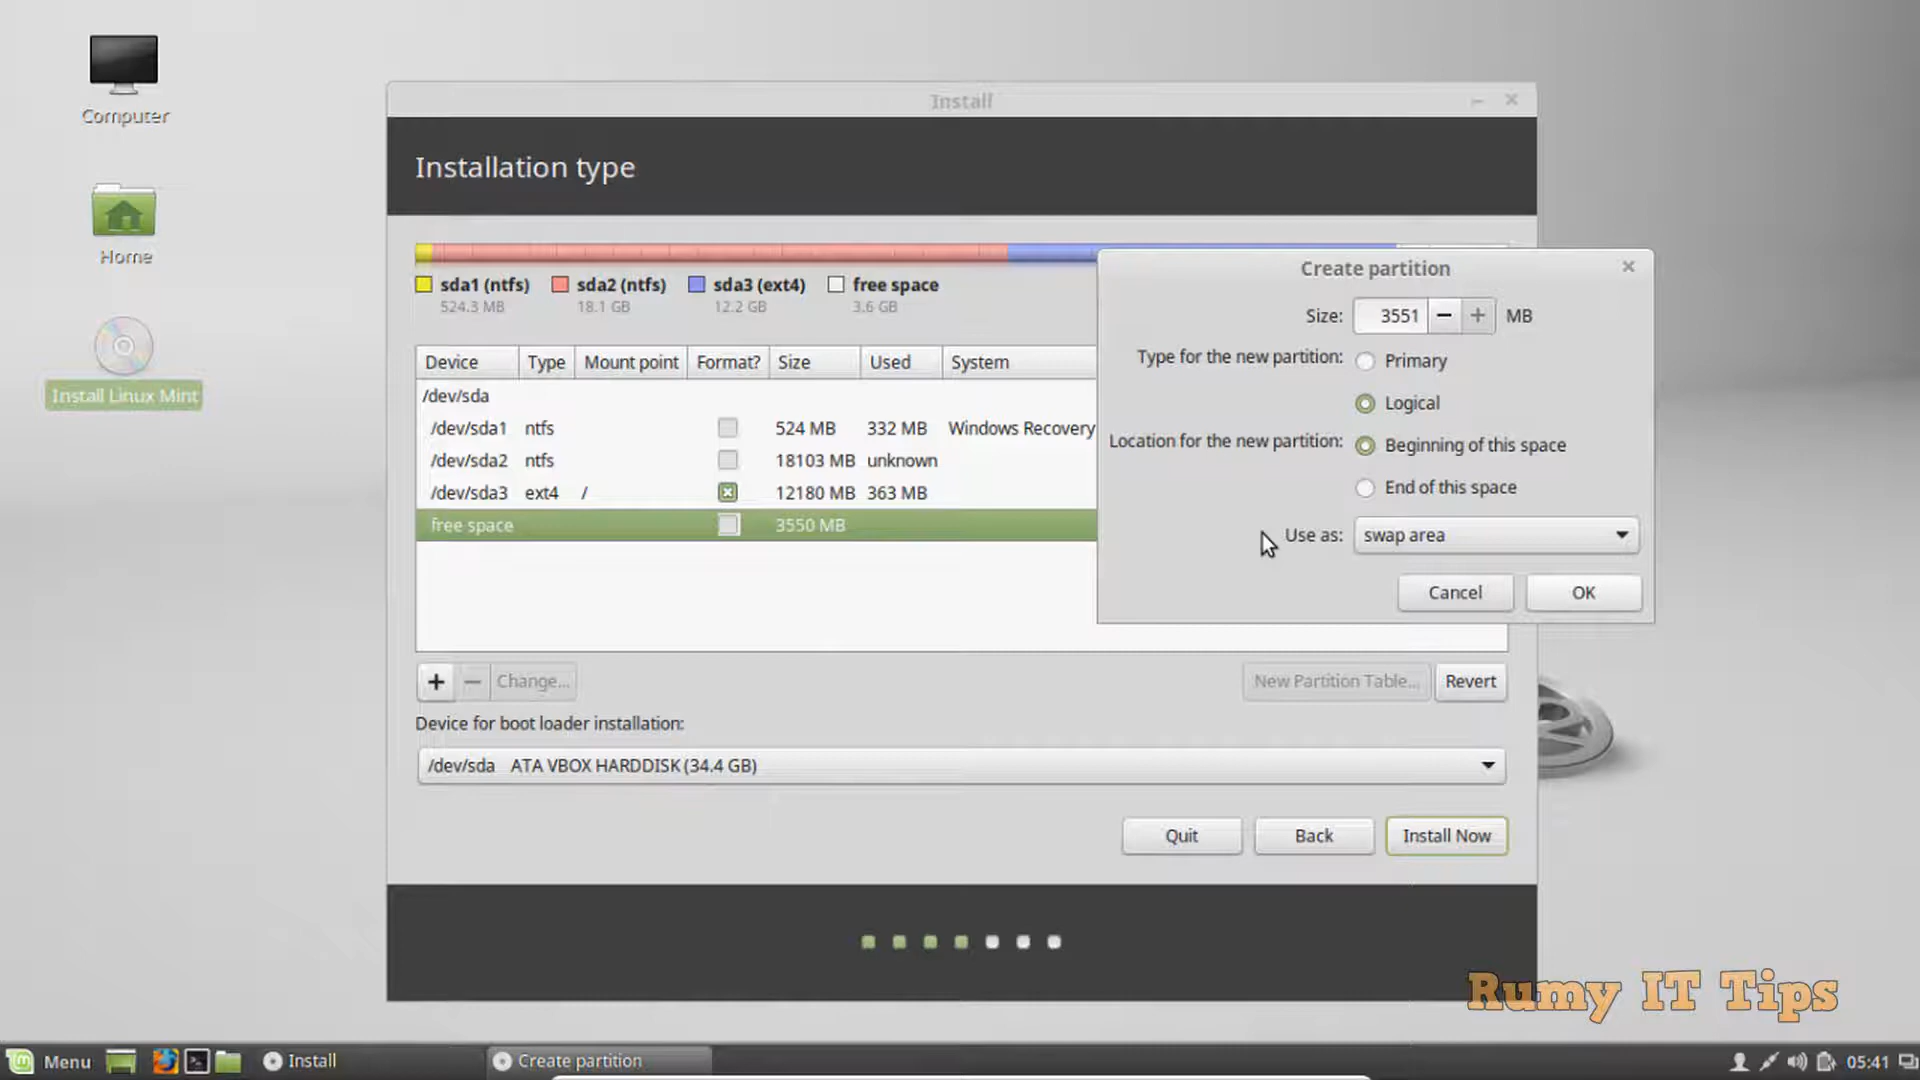 Computer
Home
Install Linux Mint
Install
Installation type
sda1 (ntfs)
524.3 MB
sda2 (ntfs)
18.1 GB
sda3 (ext4)
12.2 GB
free space
3.6 GB
Device Type Mount point Format? Size Used System
/dev/sda
/dev/sda1 ntfs 524 MB 332 MB Windows Recovery
/dev/sda2 ntfs 18103 MB unknown
/dev/sda3 ext4 / 12180 MB 363 MB
free space 3550 MB
+ − Change...
New Partition Table... Revert
Device for boot loader installation:
/dev/sda ATA VBOX HARDDISK (34.4 GB)
Quit Back Install Now
Create partition
Size: 3551 − + MB
Type for the new partition: Primary
Logical
Location for the new partition: Beginning of this space
End of this space
Use as: swap area
Cancel OK
Rumy IT Tips
Menu Install Create partition 05:41